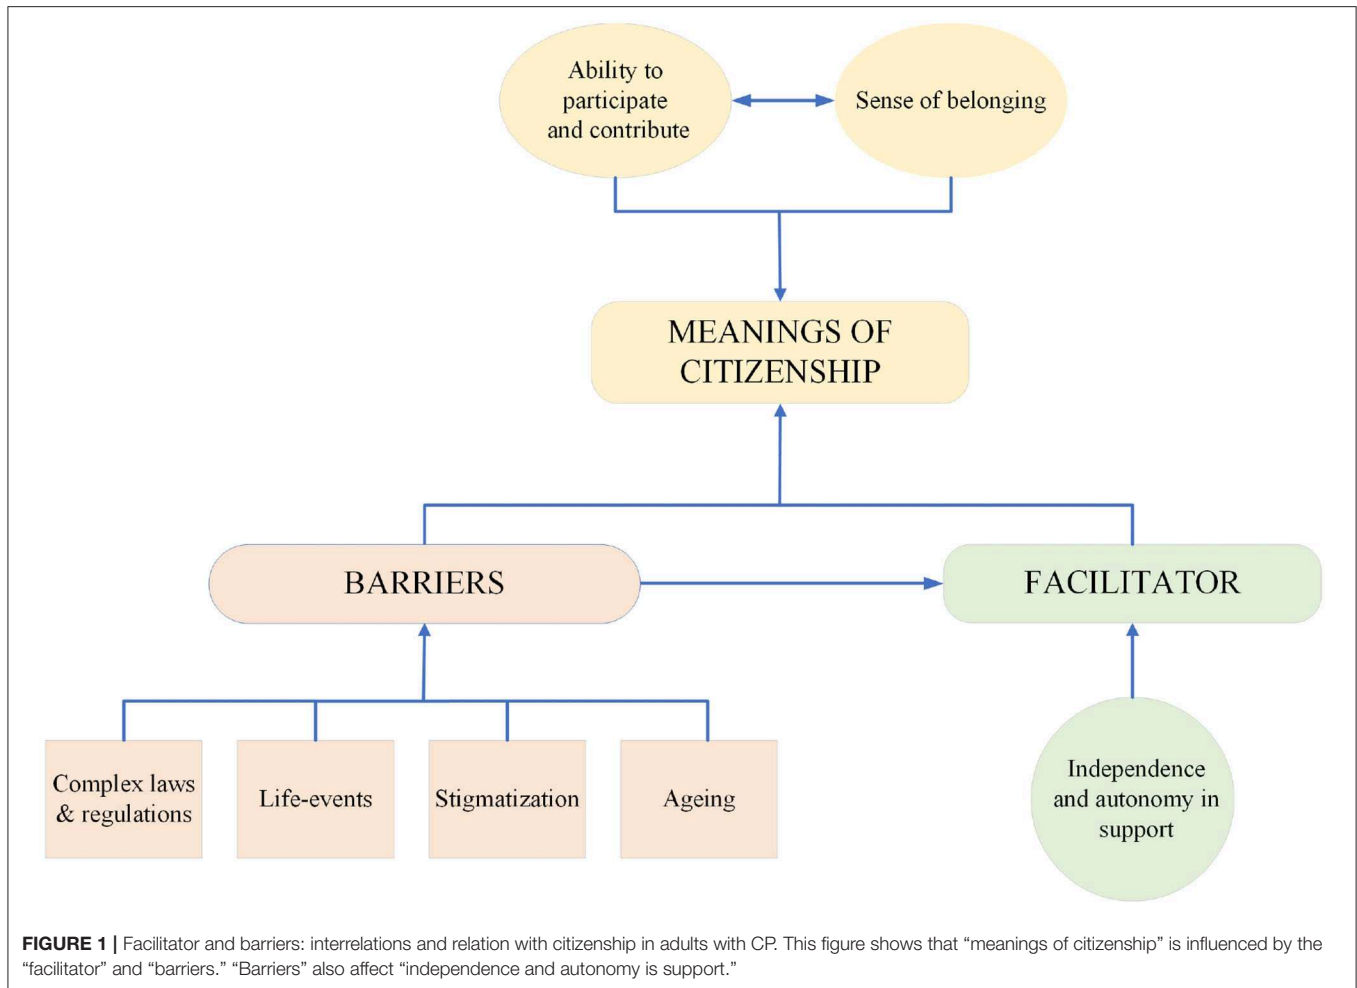 Ability to
participate
and contribute
Sense of belonging
MEANINGS OF
CITIZENSHIP
BARRIERS
FACILITATOR
Complex laws
& regulations
Life-events
Stigmatization
Ageing
Independence
and autonomy in
support
FIGURE 1 | Facilitator and barriers: interrelations and relation with citizenship in adults with CP. This figure shows that “meanings of citizenship” is influenced by the
“facilitator” and “barriers.” “Barriers” also affect “independence and autonomy is support.”